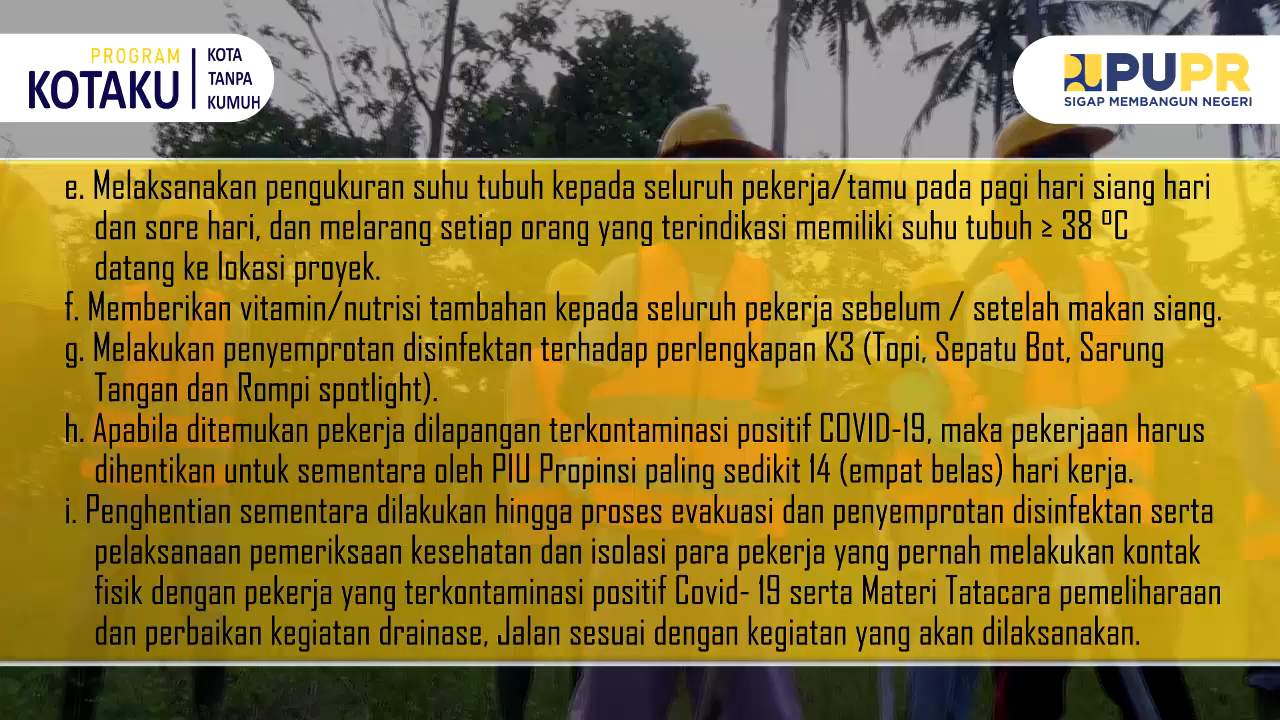 PROGRAM
KOTAKU
KOTA
TANPA
KUMUH
PUPR
SIGAP MEMBANGUN NEGERI
e. Melaksanakan pengukuran suhu tubuh kepada seluruh pekerja/tamu pada pagi hari siang hari
dan sore hari, dan melarang setiap orang yang terindikasi memiliki suhu tubuh ≥ 38 °C
datang ke lokasi proyek.
f. Memberikan vitamin/nutrisi tambahan kepada seluruh pekerja sebelum / setelah makan siang.
g. Melakukan penyemprotan disinfektan terhadap perlengkapan K3 (Topi, Sepatu Bot, Sarung
Tangan dan Rompi spotlight).
h. Apabila ditemukan pekerja dilapangan terkontaminasi positif COVID-19, maka pekerjaan harus
dihentikan untuk sementara oleh PIU Propinsi paling sedikit 14 (empat belas) hari kerja.
i. Penghentian sementara dilakukan hingga proses evakuasi dan penyemprotan disinfektan serta
pelaksanaan pemeriksaan kesehatan dan isolasi para pekerja yang pernah melakukan kontak
fisik dengan pekerja yang terkontaminasi positif Covid- 19 serta Materi Tatacara pemeliharaan
dan perbaikan kegiatan drainase, Jalan sesuai dengan kegiatan yang akan dilaksanakan.